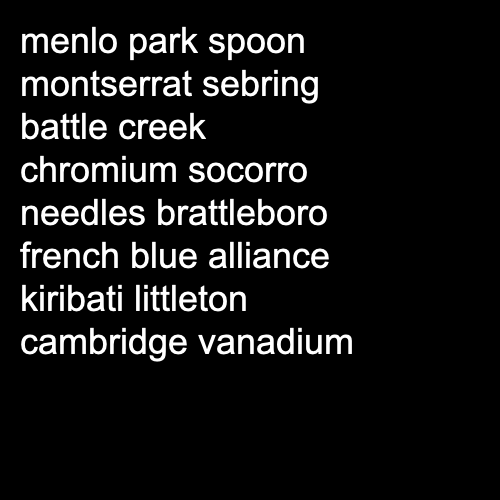 menlo park spoon
montserrat sebring
battle creek
chromium socorro
needles brattleboro
french blue alliance
kiribati littleton
cambridge vanadium